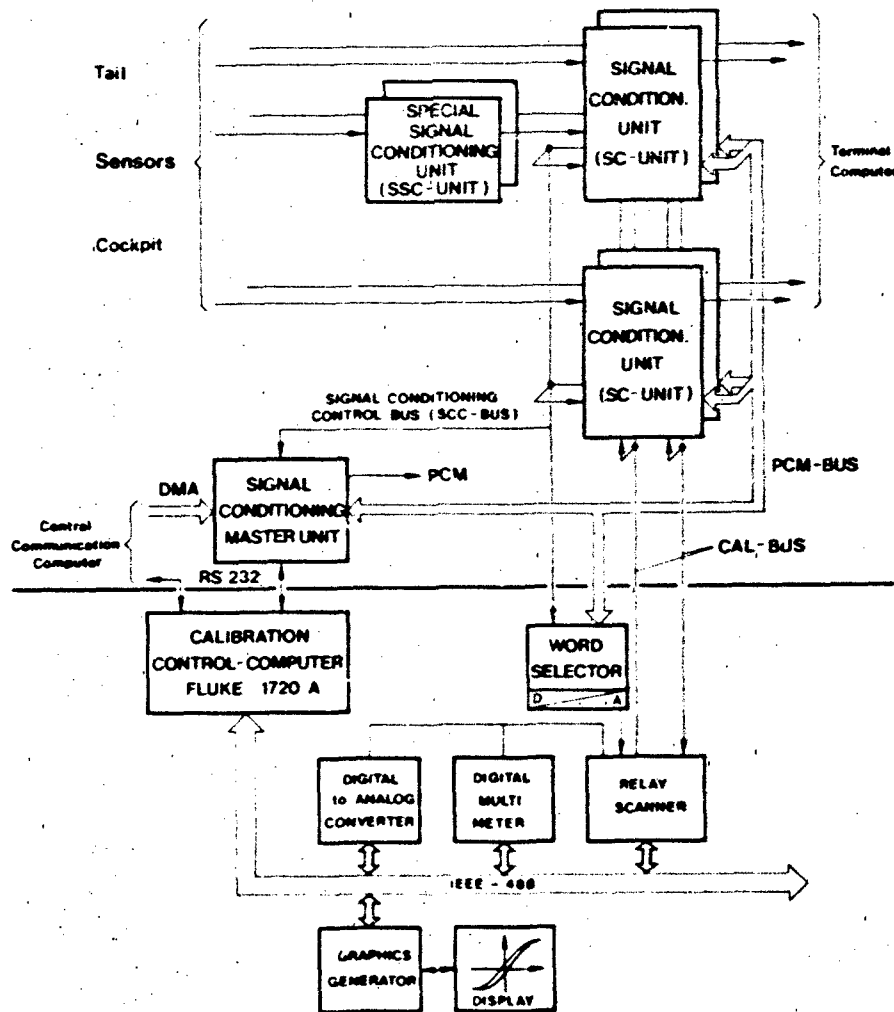 Tail
Sensors
Cockpit
SPECIAL
SIGNAL
CONDITIONING
UNIT
(SSC-UNIT)
SIGNAL
CONDITION.
UNIT
(SC-UNIT)
Terminal
Computer
SIGNAL
CONDITION.
UNIT
(SC-UNIT)
SIGNAL CONDITIONING
CONTROL BUS (SCC-BUS)
PCM-BUS
DMA
SIGNAL
CONDITIONING
MASTER UNIT
PCM
Central
Communication
Computer
RS 232
CAL-BUS
CALIBRATION
CONTROL-COMPUTER
FLUKE 1720 A
WORD
SELECTOR
D A
DIGITAL
to ANALOG
CONVERTER
DIGITAL
MULTI
METER
RELAY
SCANNER
IEEE - 488
GRAPHICS
GENERATOR
DISPLAY